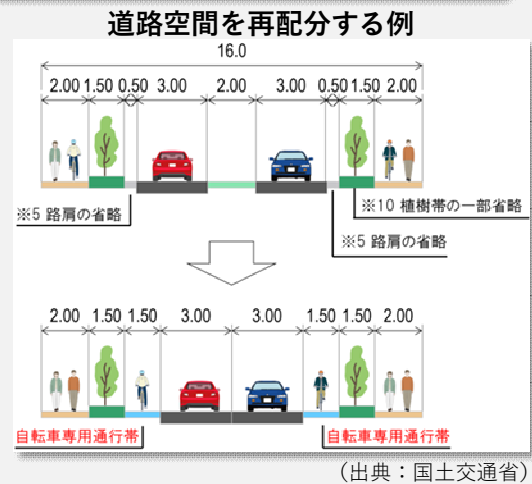 道路空間を再配分する例
16.0
2.00 1.50 0.50 3.00 2.00 3.00 0.50 1.50 2.00
※5 路肩の省略
※10 植樹帯の一部省略
※5 路肩の省略
2.00 1.50 1.50 3.00 3.00 1.50 1.50 2.00
自転車専用通行帯
自転車専用通行帯
(出典：国土交通省)